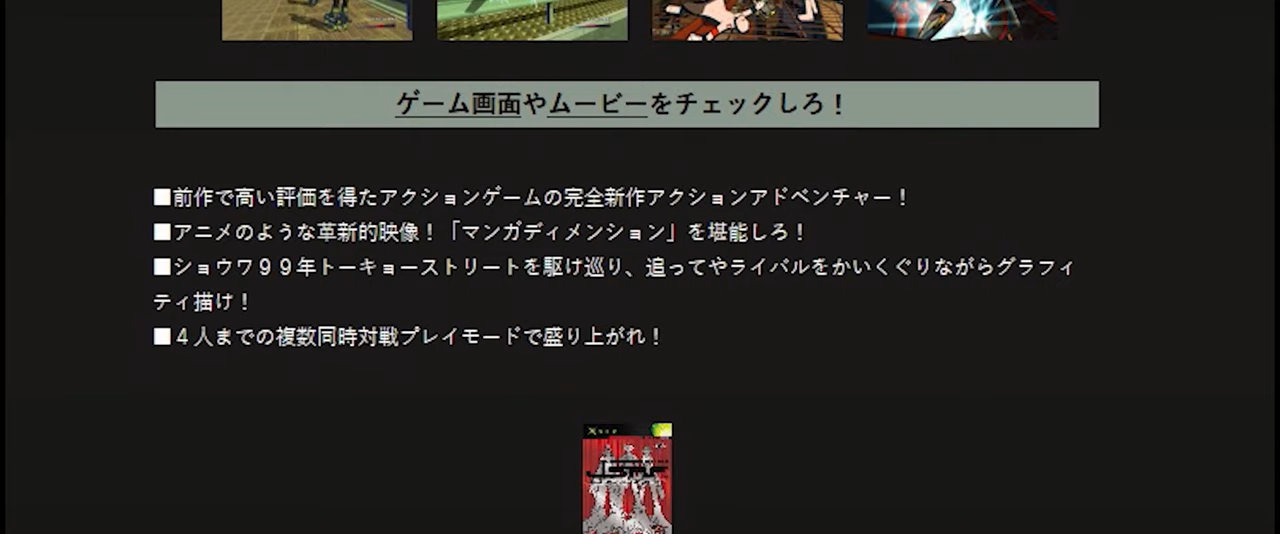 ゲーム画面やムービーをチェックしろ！
■前作で高い評価を得たアクションゲームの完全新作アクションアドベンチャー！
■アニメのような革新的映像！「マンガディメンション」を堪能しろ！
■ショウワ９９年トーキョーストリートを駆け巡り、追ってやライバルをかいくぐりながらグラフィ
ティ描け！
■４人までの複数同時対戦プレイモードで盛り上がれ！
JSRF